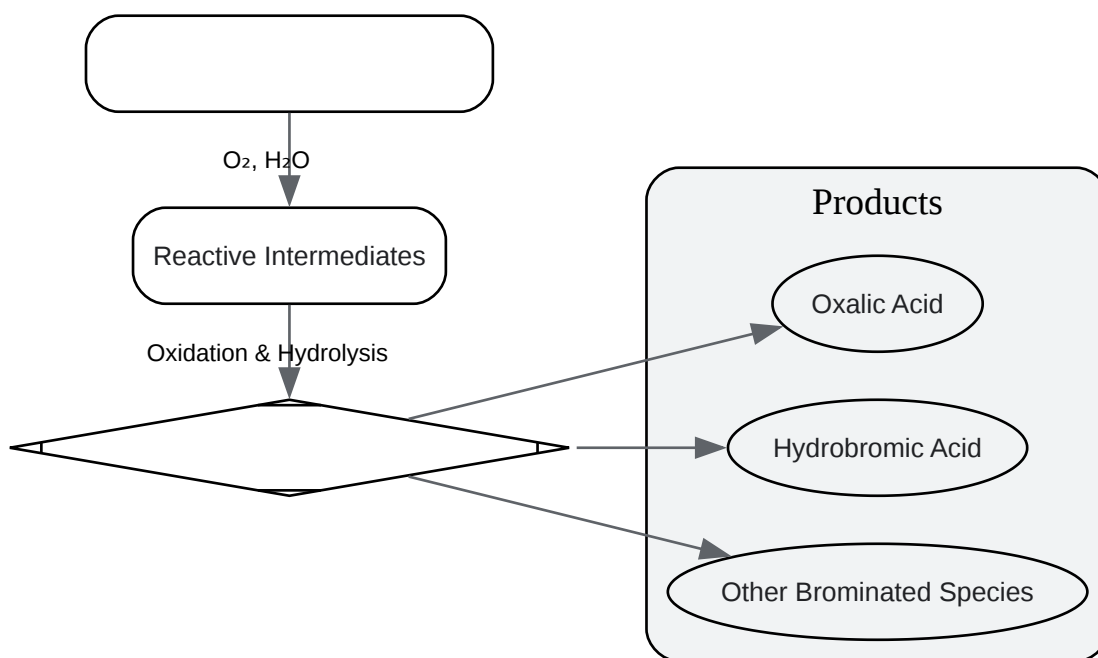 O₂, H₂O
Reactive Intermediates
Oxidation & Hydrolysis
Products
Oxalic Acid
Hydrobromic Acid
Other Brominated Species